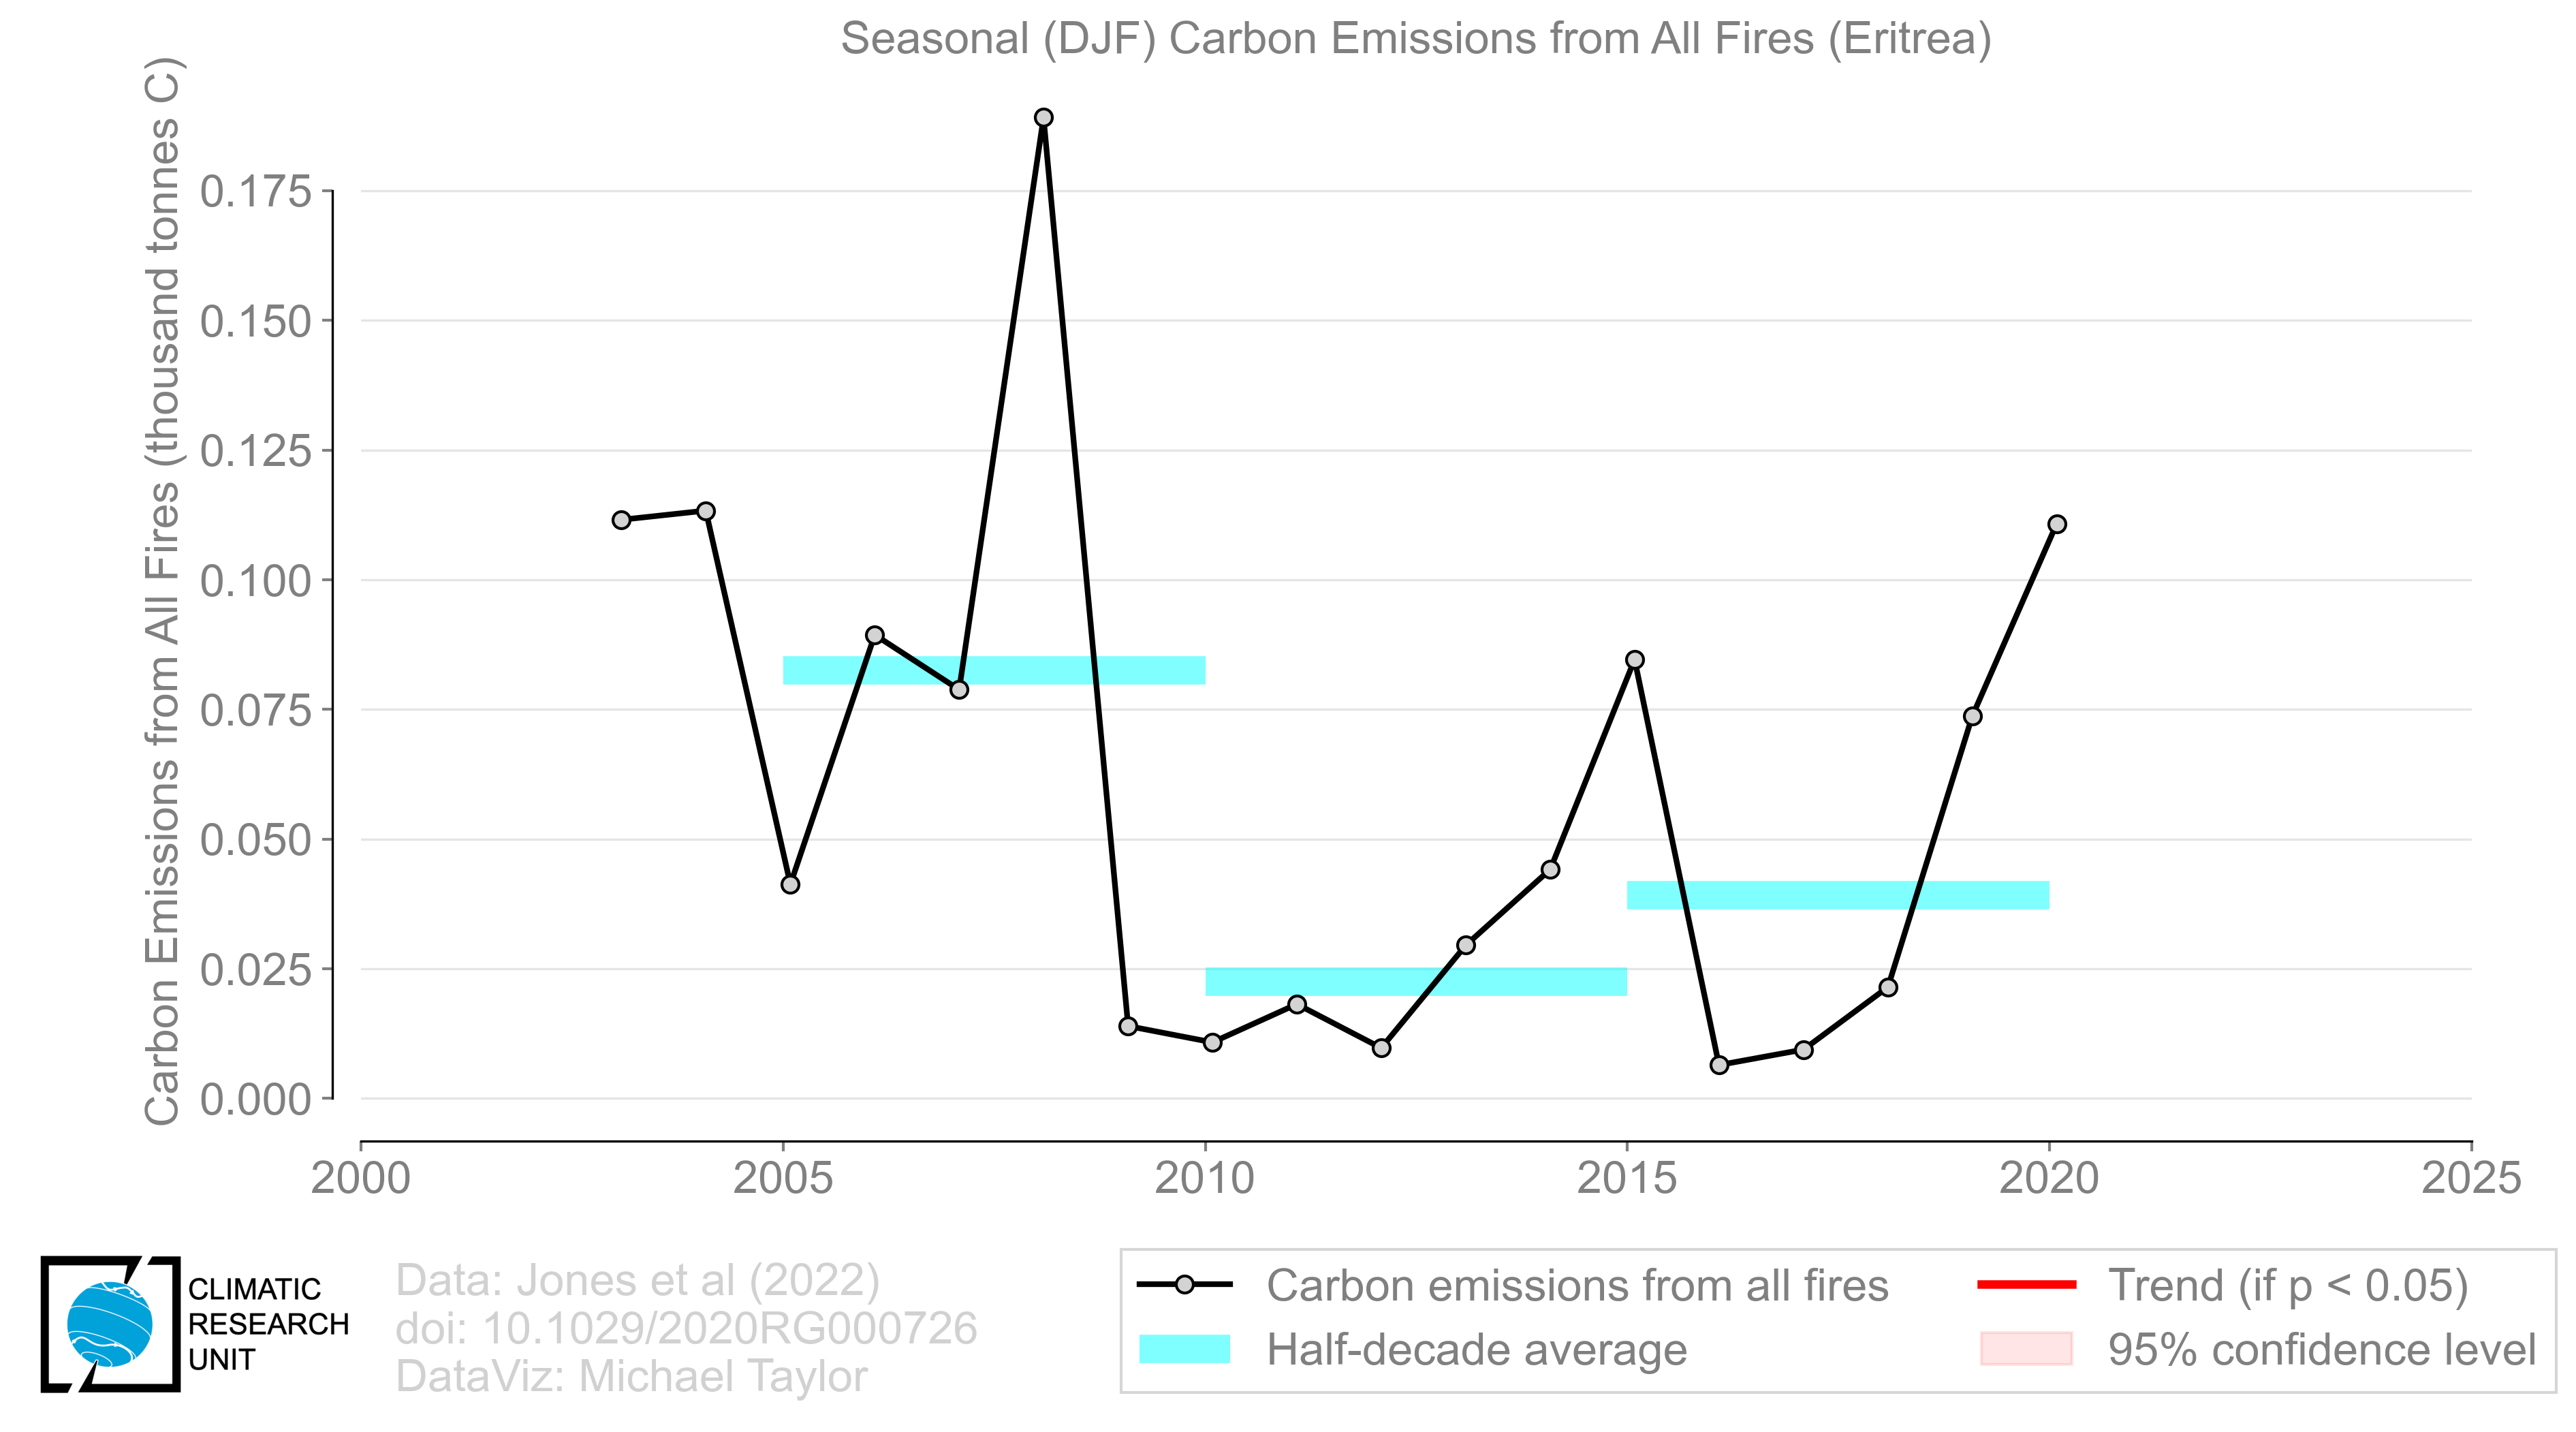 Seasonal (DJF) Carbon Emissions from All Fires (Eritrea)
Carbon Emissions from All Fires (thousand tonnes C)
0.175
0.150
0.125
0.100
0.075
0.050
0.025
0.000
2000 2005 2010 2015 2020 2025
CLIMATIC
RESEARCH
UNIT
Data: Jones et al (2022)
doi: 10.1029/2020RG000726
DataViz: Michael Taylor
Carbon emissions from all fires
Half-decade average
Trend (if p < 0.05)
95% confidence level